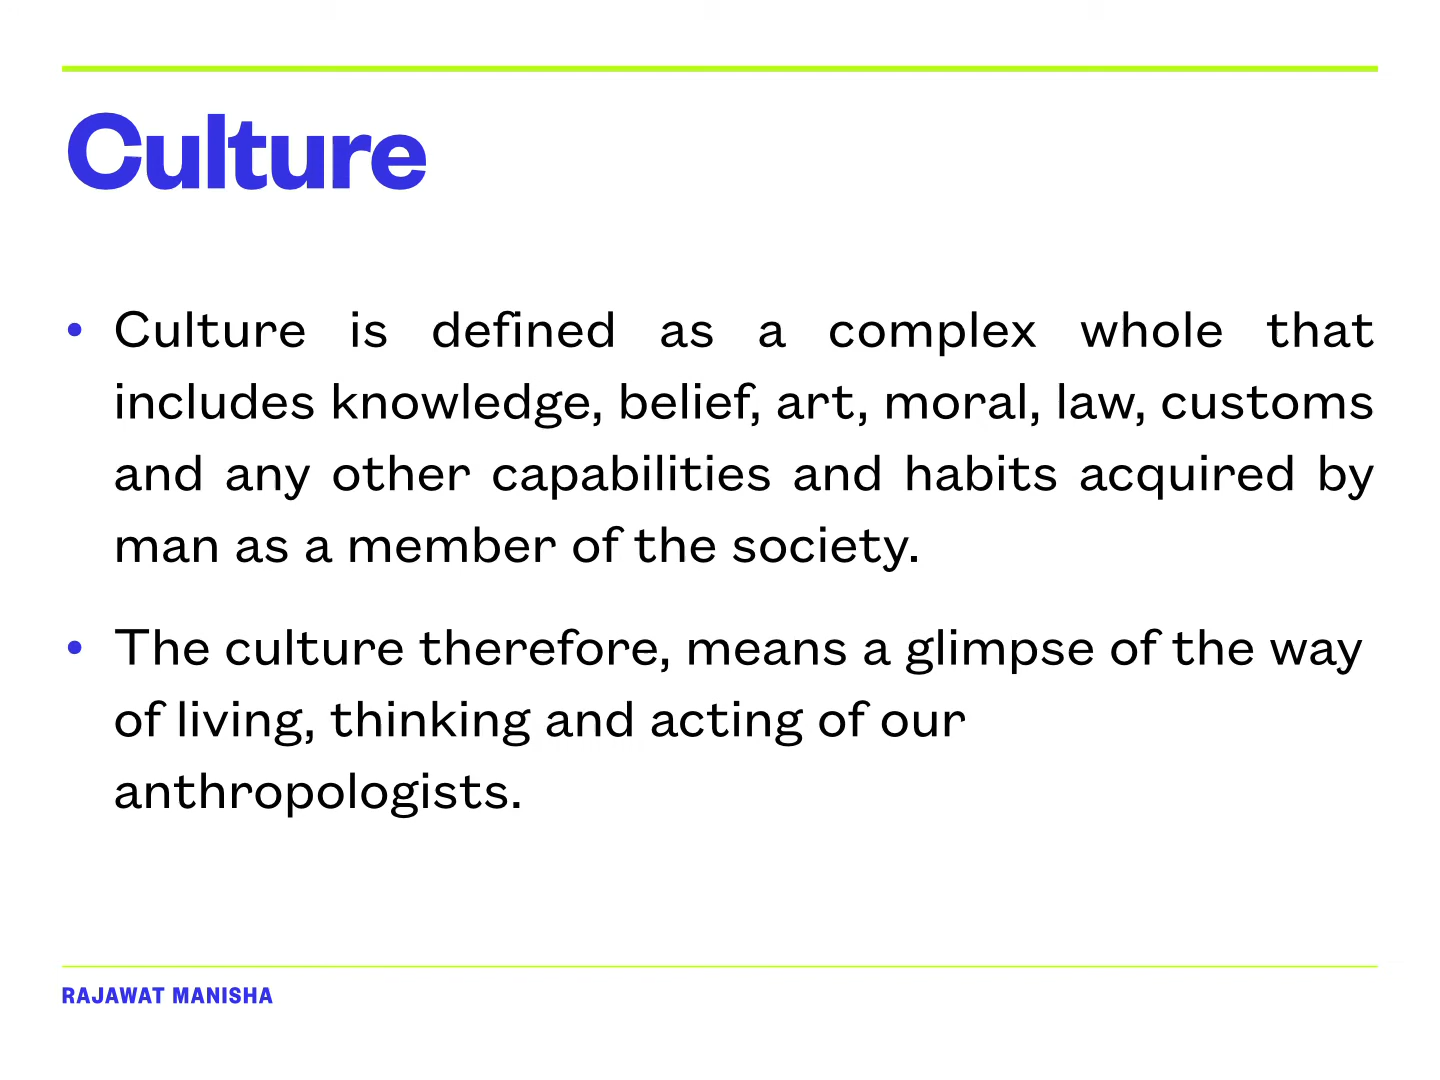 Culture
• Culture is defined as a complex whole that
includes knowledge, belief, art, moral, law, customs
and any other capabilities and habits acquired by
man as a member of the society.
• The culture therefore, means a glimpse of the way
of living, thinking and acting of our
anthropologists.
RAJAWAT MANISHA